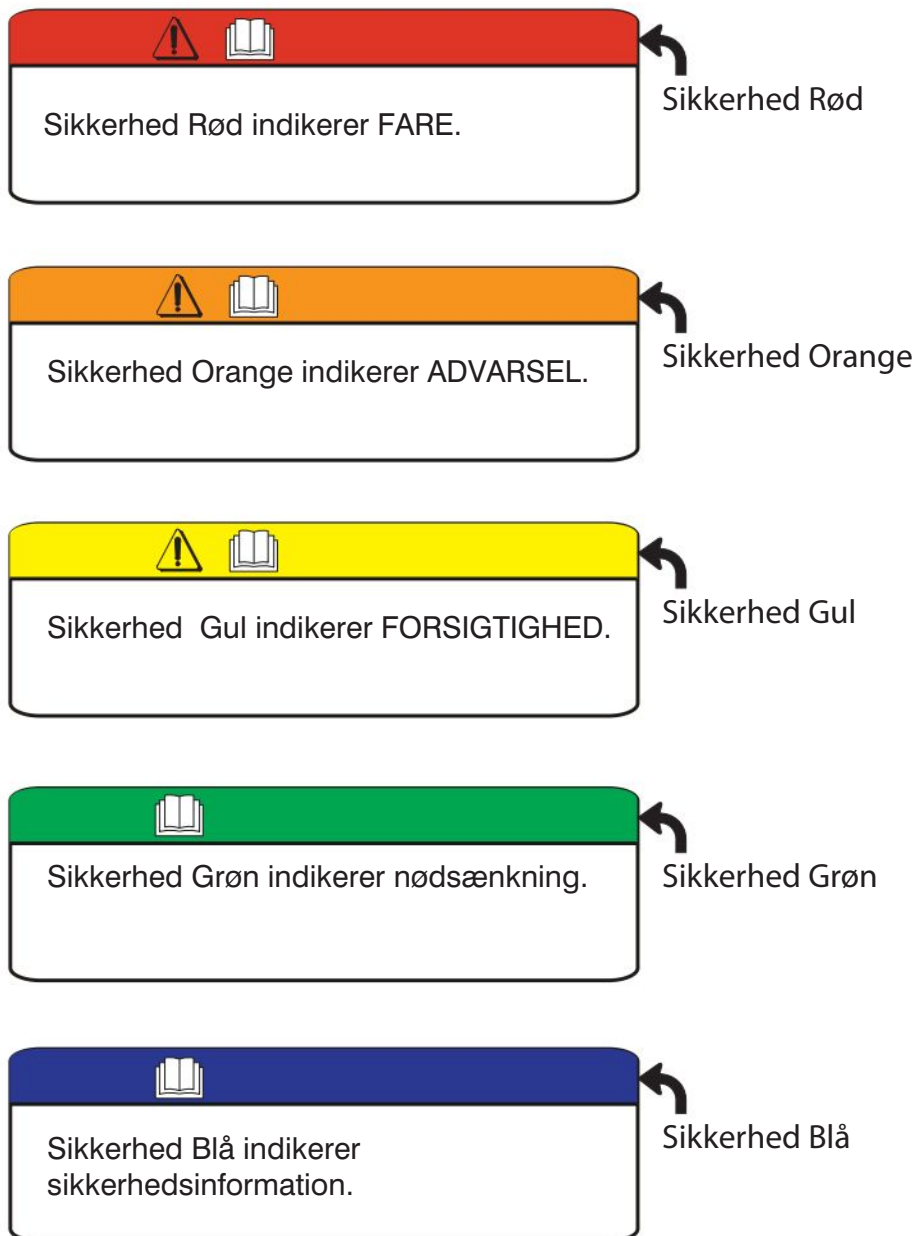 Sikkerhed Rød
Sikkerhed Rød indikerer FARE.
Sikkerhed Orange
Sikkerhed Orange indikerer ADVARSEL.
Sikkerhed Gul
Sikkerhed  Gul indikerer FORSIGTIGHED.
Sikkerhed Grøn
Sikkerhed Grøn indikerer nødsænkning.
Sikkerhed Blå
Sikkerhed Blå indikerer
sikkerhedsinformation.